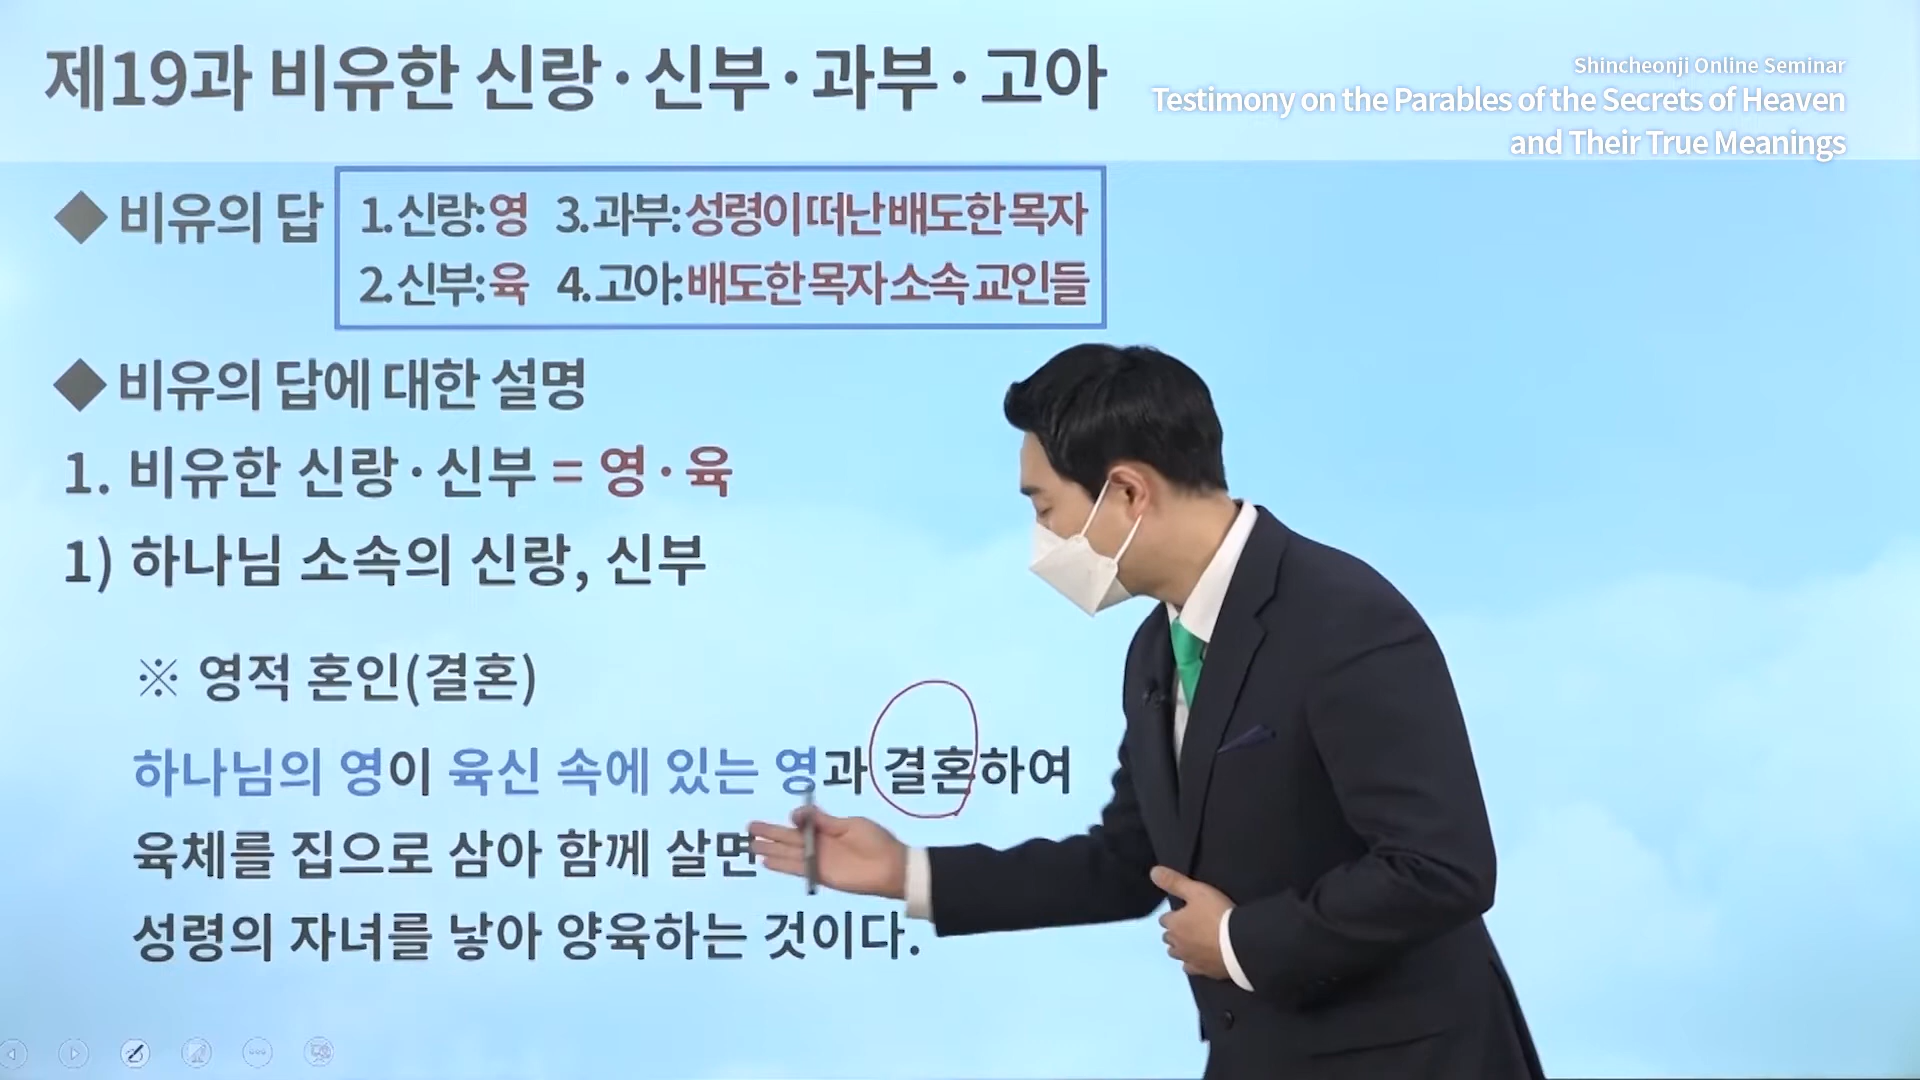 제19과 비유한 신랑·신부·과부·고아
Shincheonji Online Seminar
Testimony on the Parables of the Secrets of Heaven
and Their True Meanings
◆ 비유의 답
1. 신랑: 영 3. 과부: 성령이 떠난 배도한 목자
2. 신부: 육 4. 고아: 배도한 목자 소속 교인들
◆ 비유의 답에 대한 설명
1. 비유한 신랑·신부 = 영·육
1) 하나님 소속의 신랑, 신부
※ 영적 혼인(결혼)
하나님의 영이 육신 속에 있는 영과 결혼하여
육체를 집으로 삼아 함께 살면
성령의 자녀를 낳아 양육하는 것이다.